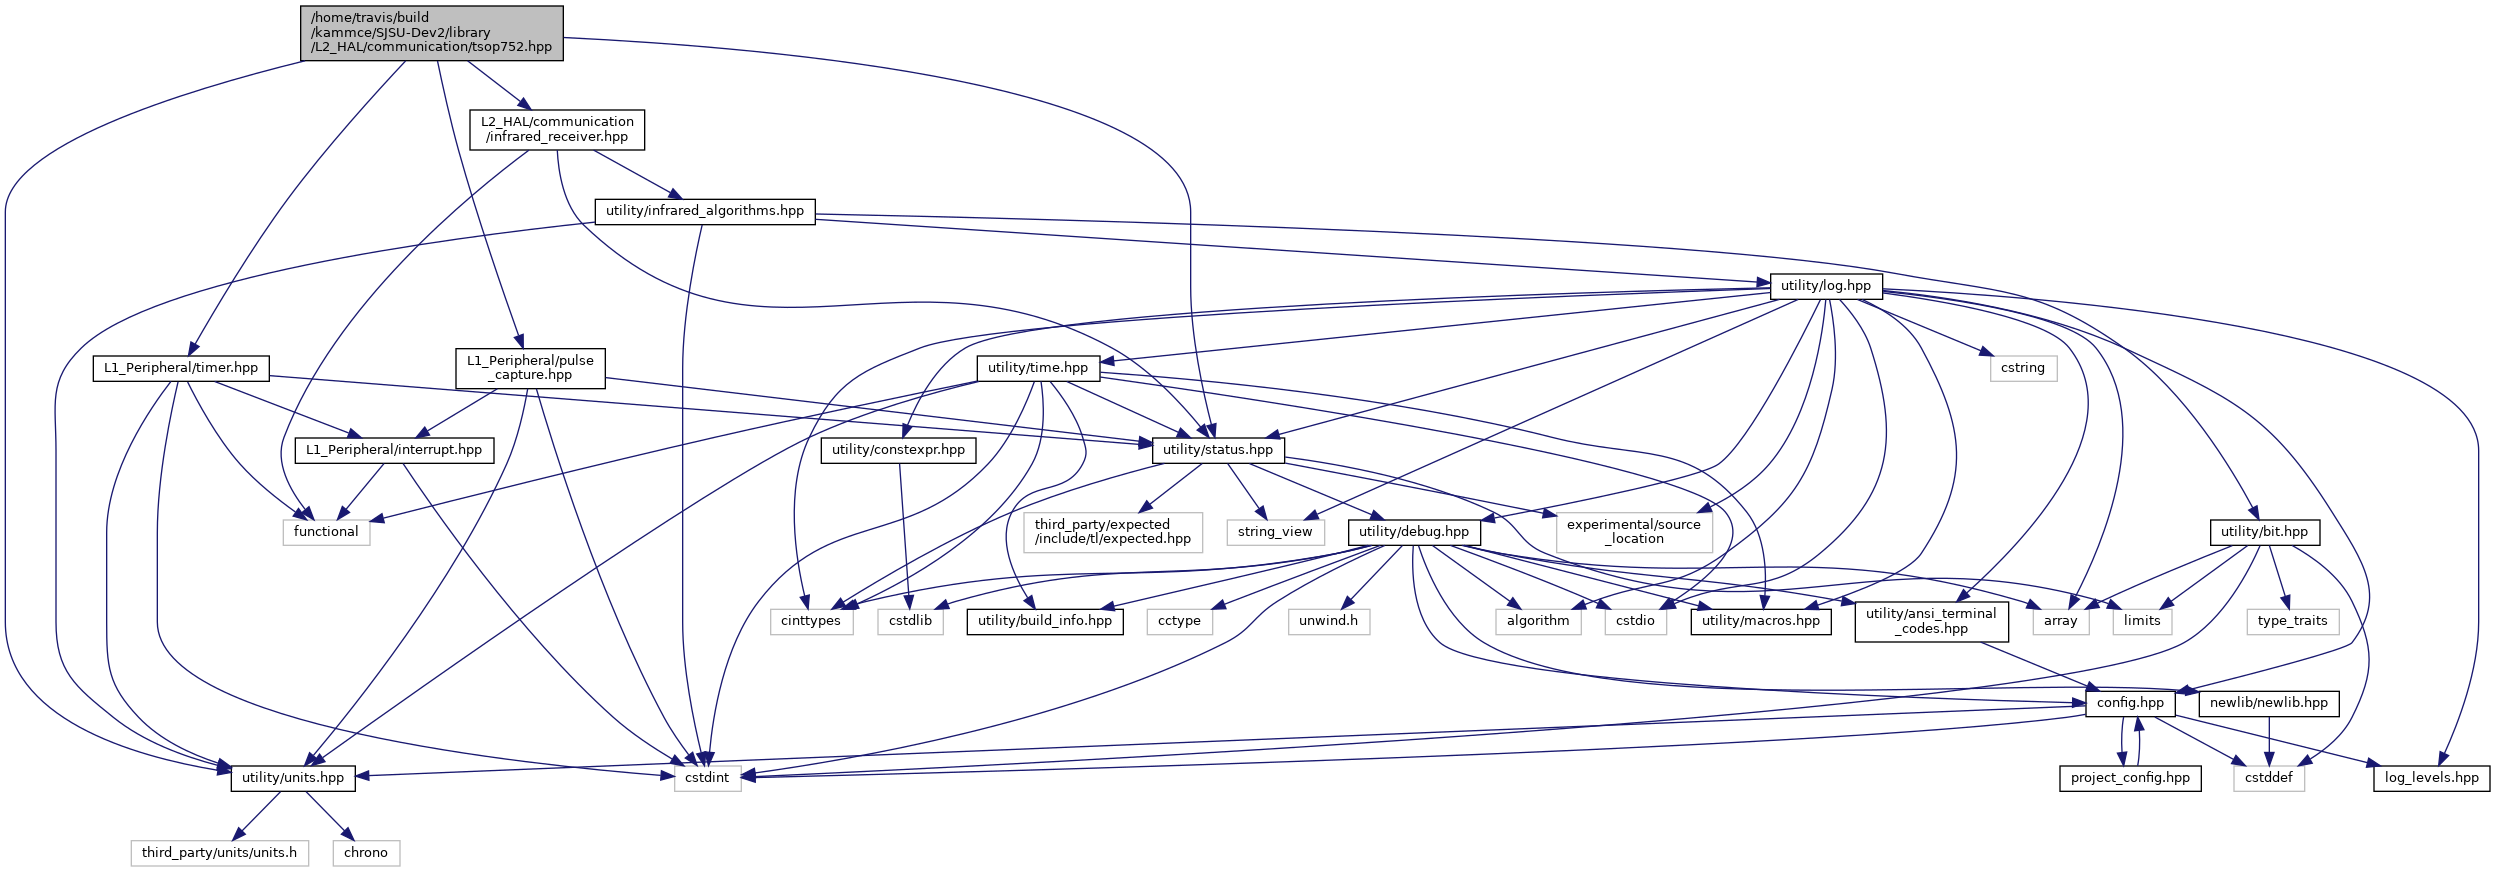 /home/travis/build
/kammce/SJSU-Dev2/library
/L2_HAL/communication/tsop752.hpp
L2_HAL/communication
/infrared_receiver.hpp
utility/infrared_algorithms.hpp
utility/log.hpp
L1_Peripheral/timer.hpp
L1_Peripheral/pulse
_capture.hpp
utility/time.hpp
cstring
L1_Peripheral/interrupt.hpp
utility/constexpr.hpp
utility/status.hpp
functional
third_party/expected
/include/tl/expected.hpp
string_view
utility/debug.hpp
experimental/source
_location
utility/bit.hpp
cinttypes
cstdlib
utility/build_info.hpp
cctype
unwind.h
algorithm
cstdio
utility/macros.hpp
utility/ansi_terminal
_codes.hpp
array
limits
type_traits
config.hpp
newlib/newlib.hpp
utility/units.hpp
cstdint
project_config.hpp
cstddef
log_levels.hpp
third_party/units/units.h
chrono